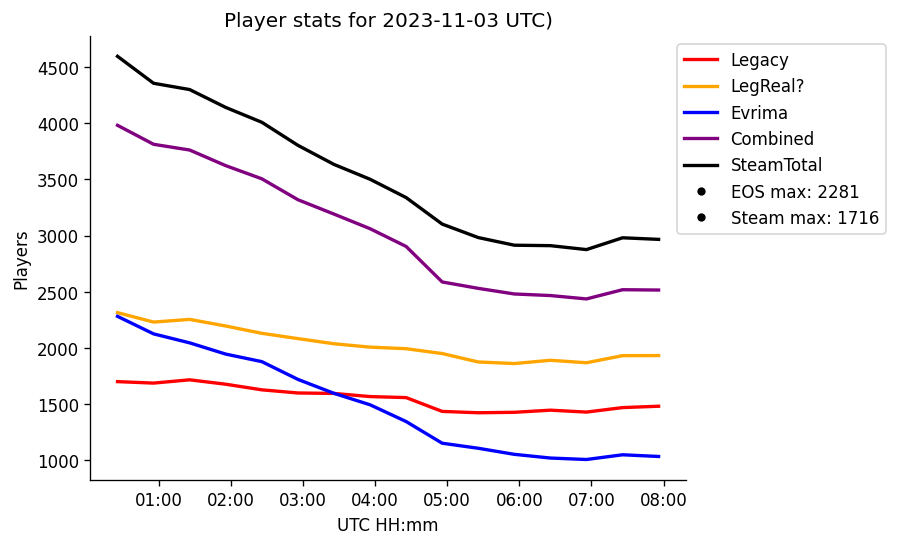 Player stats for 2023-11-03 UTC)
4500
4000
3500
3000
2500
2000
1500
1000
Players
01:00 02:00 03:00 04:00 05:00 06:00 07:00 08:00
UTC HH:mm
Legacy
LegReal?
Evrima
Combined
SteamTotal
EOS max: 2281
Steam max: 1716